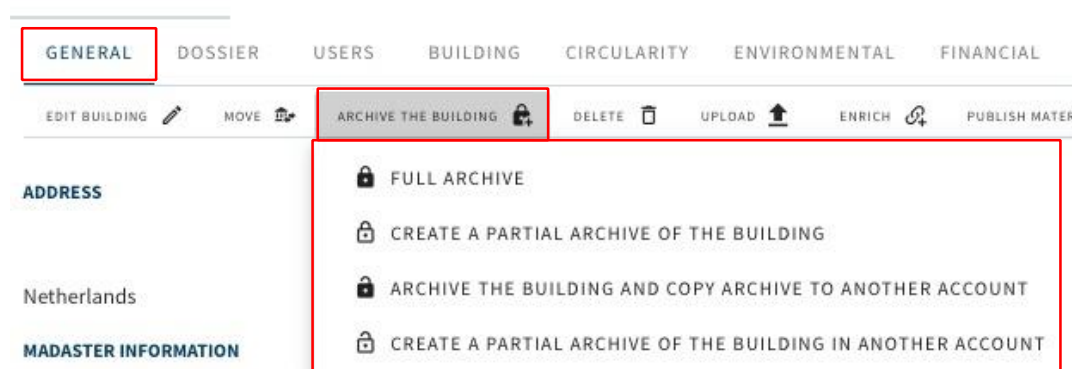 GENERAL DOSSIER USERS BUILDING CIRCULARITY ENVIRONMENTAL FINANCIAL
EDIT BUILDING MOVE ARCHIVE THE BUILDING DELETE UPLOAD ENRICH PUBLISH MATER
FULL ARCHIVE
ADDRESS
CREATE A PARTIAL ARCHIVE OF THE BUILDING
ARCHIVE THE BUILDING AND COPY ARCHIVE TO ANOTHER ACCOUNT
Netherlands
CREATE A PARTIAL ARCHIVE OF THE BUILDING IN ANOTHER ACCOUNT
MADASTER INFORMATION